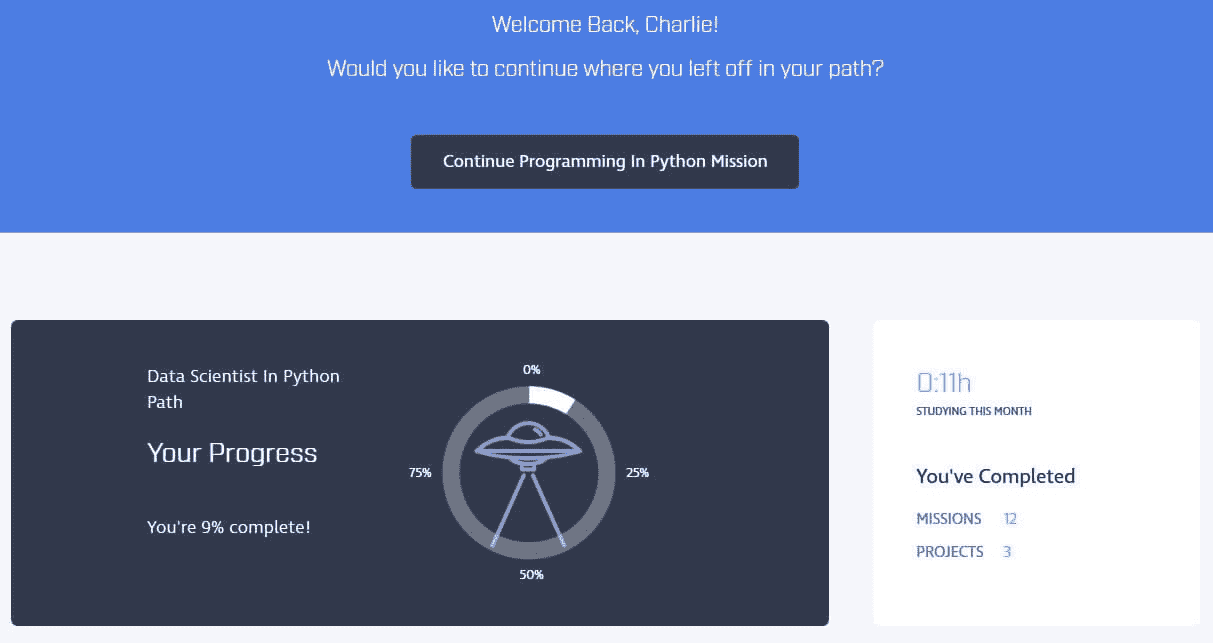 Welcome Back, Charlie!
Would you like to continue where you left off in your path?
Continue Programming In Python Mission
Data Scientist In Python
Path
Your Progress
You're 9% complete!
0%
25%
50%
75%
0:11h
STUDYING THIS MONTH
You've Completed
MISSIONS 12
PROJECTS 3